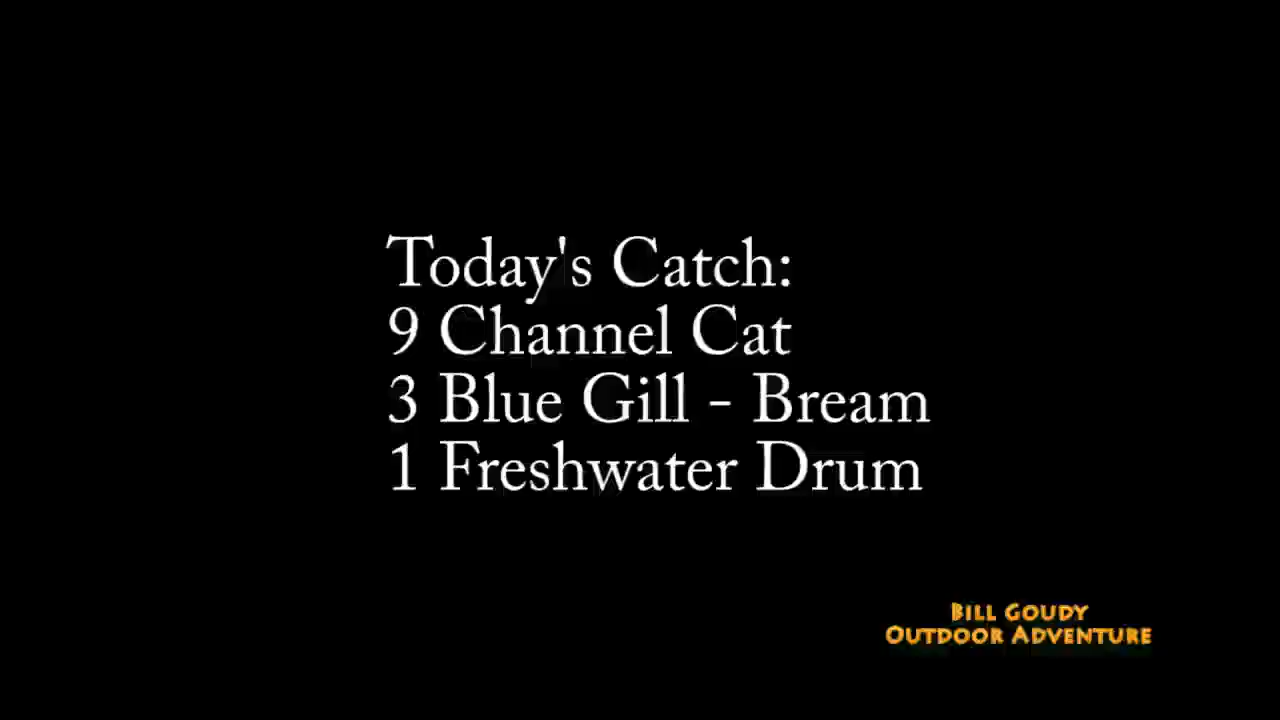 Today's Catch:
9 Channel Cat
3 Blue Gill - Bream
1 Freshwater Drum
BILL GOUDY
OUTDOOR ADVENTURE